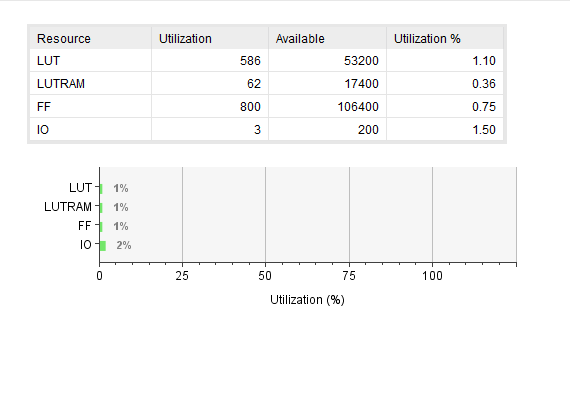 Resource Utilization Available Utilization %
LUT 586 53200 1.10
LUTRAM 62 17400 0.36
FF 800 106400 0.75
IO 3 200 1.50
LUT 1%
LUTRAM 1%
FF 1%
IO 2%
0 25 50 75 100
Utilization (%)